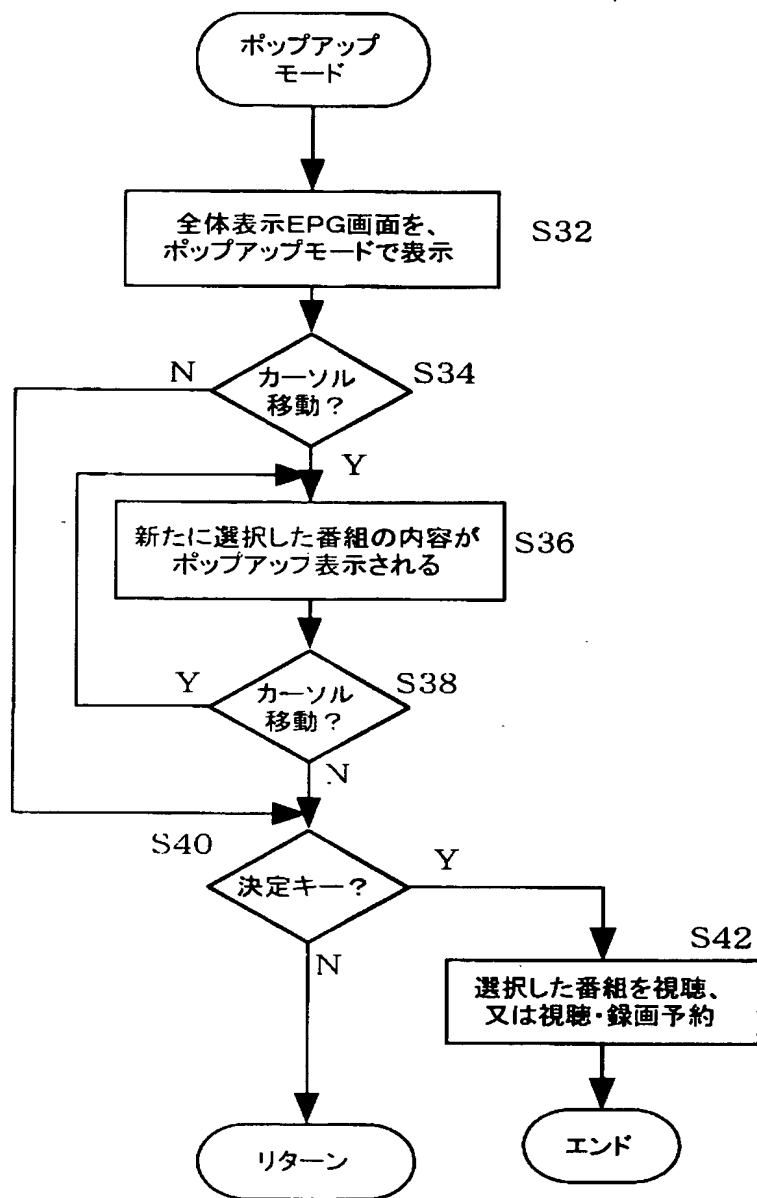 ポップアップ
モード
全体表示EPG画面を、
ポップアップモードで表示
S32
N
カーソル
移動?
S34
Y
新たに選択した番組の内容が
ポップアップ表示される
S36
Y
カーソル
移動?
S38
N
S40
決定キー?
Y
N
S42
選択した番組を視聴、
又は視聴・録画予約
リターン
エンド